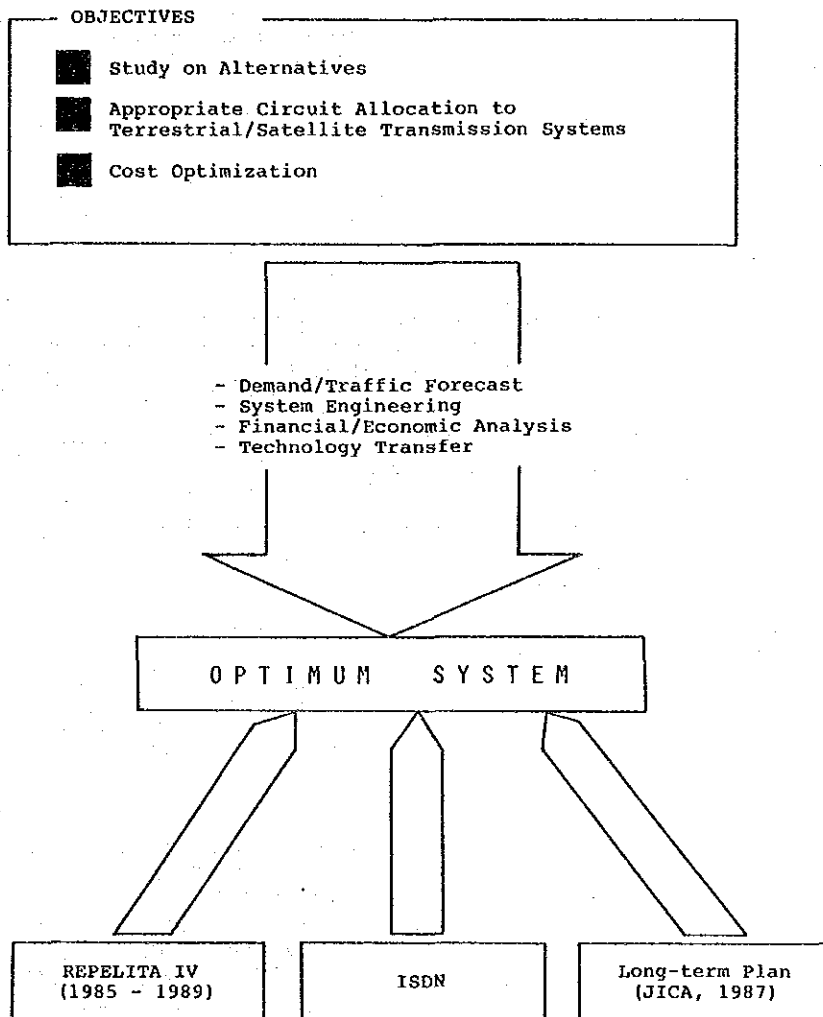 OBJECTIVES
Study on Alternatives
Appropriate Circuit Allocation to
Terrestrial/Satellite Transmission Systems
Cost Optimization
- Demand/Traffic Forecast
- System Engineering
- Financial/Economic Analysis
- Technology Transfer
OPTIMUM SYSTEM
REPELITA IV
(1985 - 1989)
ISDN
Long-term Plan
(JICA, 1987)